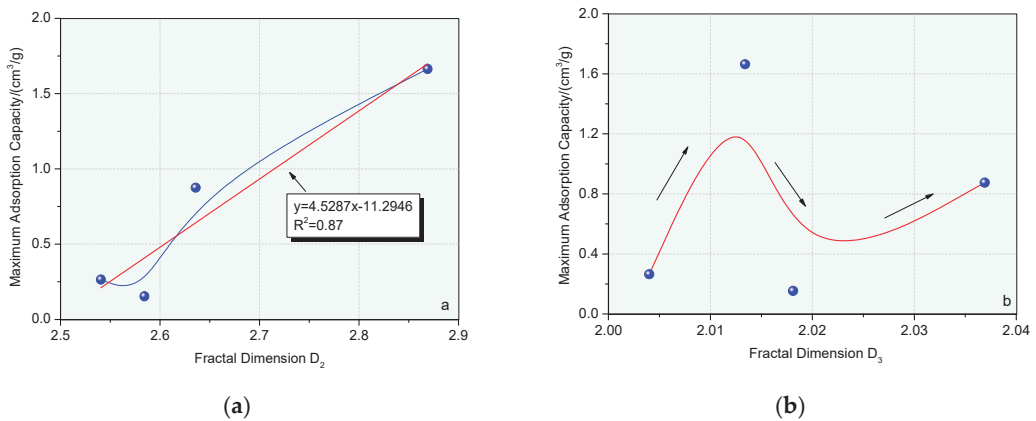 Maximum Adsorption Capacity/(cm³/g)
2.0
1.5
1.0
0.5
0.0
2.5
2.6
2.7
2.8
2.9
Fractal Dimension D₂
y=4.5287x-11.2946
R²=0.87
a
(a)
Maximum Adsorption Capacity/(cm³/g)
2.0
1.6
1.2
0.8
0.4
0.0
2.00
2.01
2.02
2.03
2.04
Fractal Dimension D₃
b
(b)